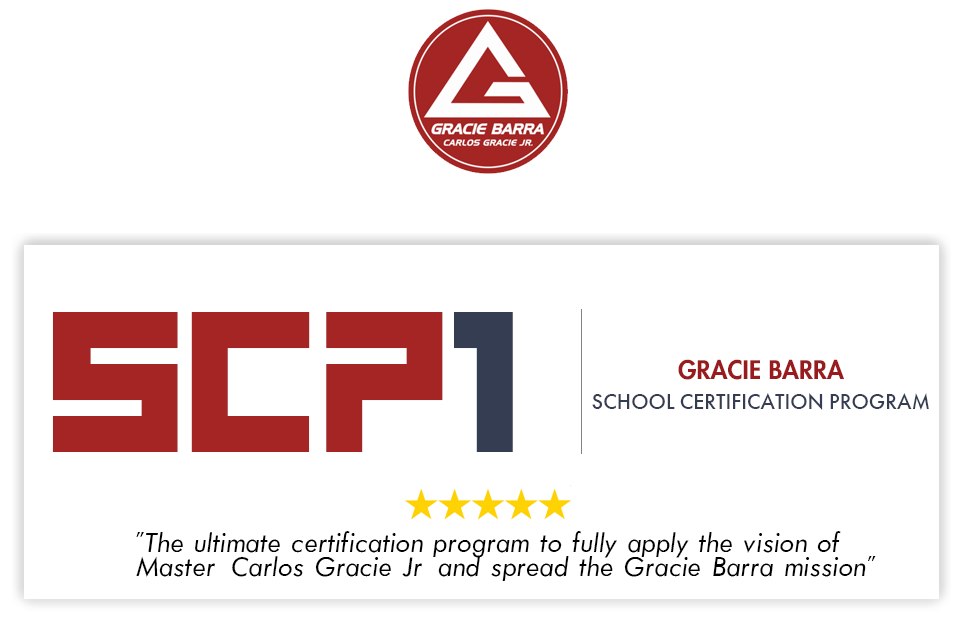 GRACIE BARRA
CARLOS GRACIE JR.
SCP1
GRACIE BARRA
SCHOOL CERTIFICATION PROGRAM
"The ultimate certification program to fully apply the vision of
Master Carlos Gracie Jr and spread the Gracie Barra mission"